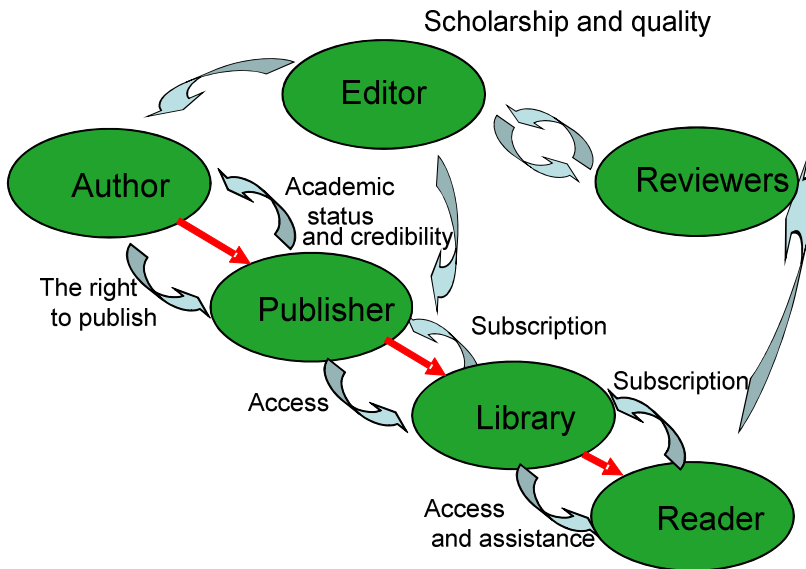 Scholarship and quality
Editor
Author
Reviewers
Academic
status
and credibility
The right
to publish
Publisher
Subscription
Access
Library
Subscription
Access
and assistance
Reader